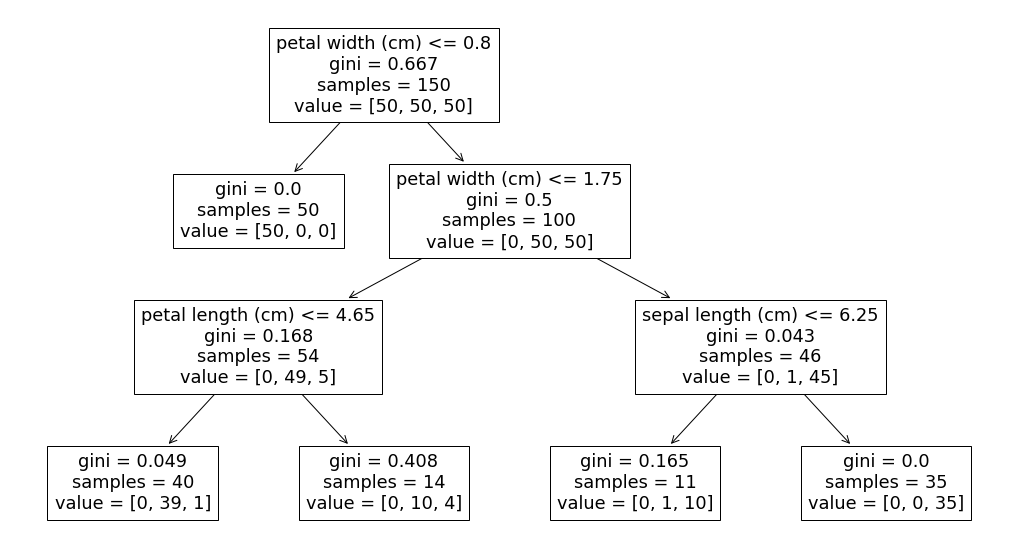 petal width (cm) <= 0.8
gini = 0.667
samples = 150
value = [50, 50, 50]
gini = 0.0
samples = 50
value = [50, 0, 0]
petal width (cm) <= 1.75
gini = 0.5
samples = 100
value = [0, 50, 50]
petal length (cm) <= 4.65
gini = 0.168
samples = 54
value = [0, 49, 5]
sepal length (cm) <= 6.25
gini = 0.043
samples = 46
value = [0, 1, 45]
gini = 0.049
samples = 40
value = [0, 39, 1]
gini = 0.408
samples = 14
value = [0, 10, 4]
gini = 0.165
samples = 11
value = [0, 1, 10]
gini = 0.0
samples = 35
value = [0, 0, 35]